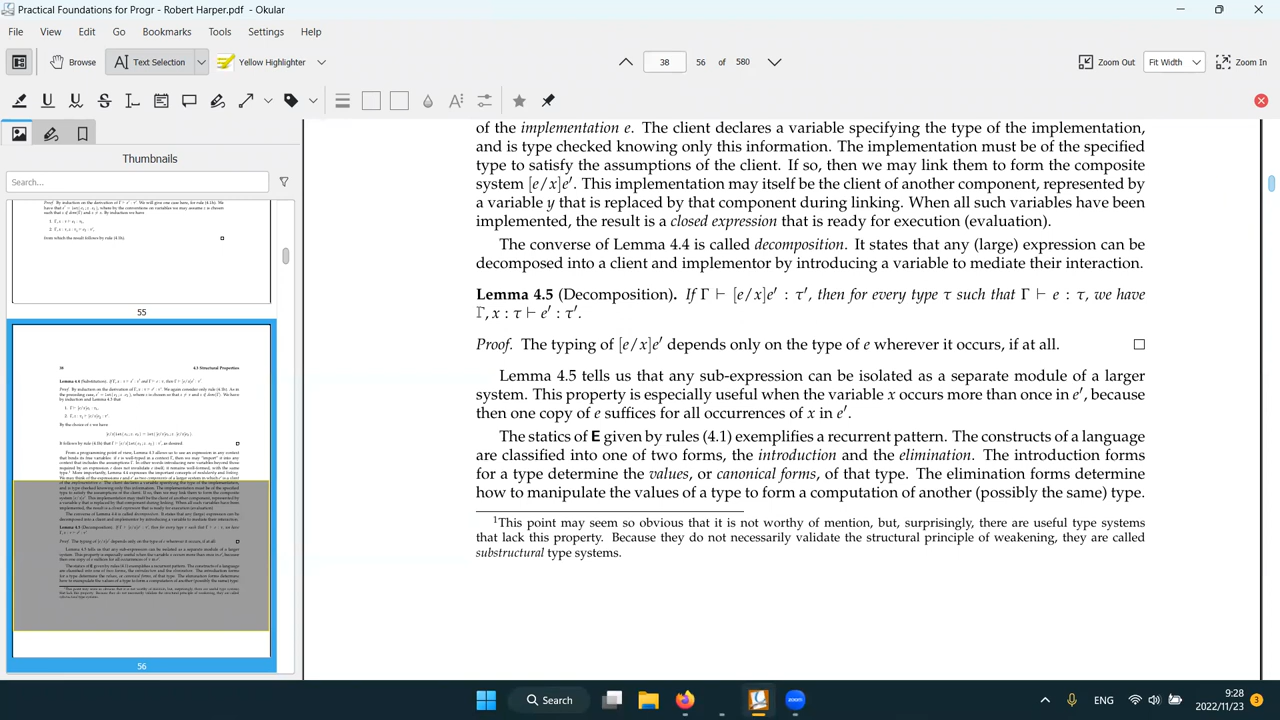 Practical Foundations for Progr - Robert Harper.pdf - Okular
File View Edit Go Bookmarks Tools Settings Help
Browse Text Selection Yellow Highlighter 38 56 of 580 Zoom Out Fit Width Zoom In
Thumbnails
Search...
55
56
of the implementation e. The client declares a variable specifying the type of the implementation,
and is type checked knowing only this information. The implementation must be of the specified
type to satisfy the assumptions of the client. If so, then we may link them to form the composite
system [e/x]e′. This implementation may itself be the client of another component, represented by
a variable y that is replaced by that component during linking. When all such variables have been
implemented, the result is a closed expression that is ready for execution (evaluation).
The converse of Lemma 4.4 is called decomposition. It states that any (large) expression can be
decomposed into a client and implementor by introducing a variable to mediate their interaction.
Lemma 4.5 (Decomposition). If Γ ⊢ [e/x]e′ : τ′, then for every type τ such that Γ ⊢ e : τ, we have
Γ, x : τ ⊢ e′ : τ′.
Proof. The typing of [e/x]e′ depends only on the type of e wherever it occurs, if at all. □
Lemma 4.5 tells us that any sub-expression can be isolated as a separate module of a larger
system. This property is especially useful when the variable x occurs more than once in e′, because
then one copy of e suffices for all occurrences of x in e′.
The statics of E given by rules (4.1) exemplifies a recurrent pattern. The constructs of a language
are classified into one of two forms, the introduction and the elimination. The introduction forms
for a type determine the values, or canonical forms, of that type. The elimination forms determine
how to manipulate the values of a type to form a computation of another (possibly the same) type.
1This point may seem so obvious that it is not worthy of mention, but, surprisingly, there are useful type systems
that lack this property. Because they do not necessarily validate the structural principle of weakening, they are called
substructural type systems.
Search
ENG
9:28
2022/11/23
3